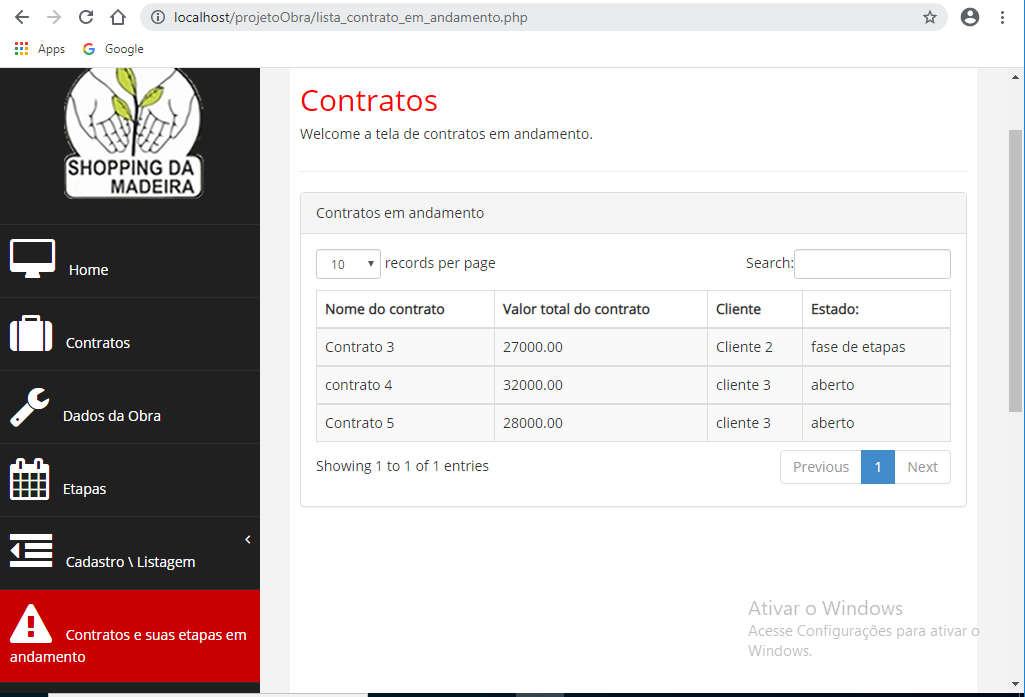 localhost/projetoObra/lista_contrato_em_andamento.php
Apps Google
SHOPPING DA
MADEIRA
Home
Contratos
Dados da Obra
Etapas
Cadastro \ Listagem
Contratos e suas etapas em
andamento
Contratos
Welcome a tela de contratos em andamento.
Contratos em andamento
10 records per page Search:
Nome do contrato Valor total do contrato Cliente Estado:
Contrato 3 27000.00 Cliente 2 fase de etapas
contrato 4 32000.00 cliente 3 aberto
Contrato 5 28000.00 cliente 3 aberto
Showing 1 to 1 of 1 entries Previous 1 Next
Ativar o Windows
Acesse Configurações para ativar o
Windows.